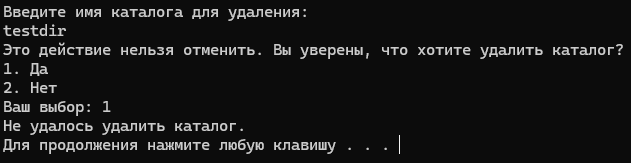 Введите имя каталога для удаления:
testdir
Это действие нельзя отменить. Вы уверены, что хотите удалить каталог?
1. Да
2. Нет
Ваш выбор: 1
Не удалось удалить каталог.
Для продолжения нажмите любую клавишу . . .